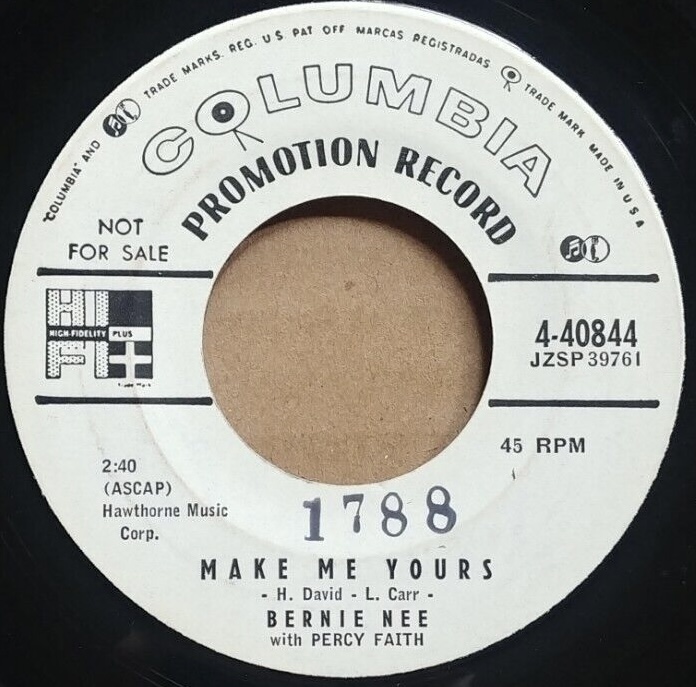 "COLUMBIA" AND TRADE MARKS. REG. U S PAT OFF MARCAS REGISTRADAS TRADE MARK MADE IN U S A
COLUMBIA
PROMOTION RECORD
NOT
FOR SALE
HI
HIGH-FIDELITY PLUS
FI
Trade Mark
4-40844
JZSP 39761
45 RPM
2:40
(ASCAP)
Hawthorne Music
Corp.
1788
MAKE ME YOURS
- H. David - L. Carr -
BERNIE NEE
with PERCY FAITH